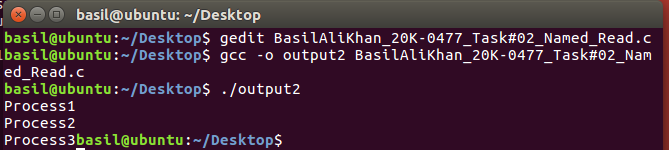 basil@ubuntu: ~/Desktop
basil@ubuntu:~/Desktop$ gedit BasilAliKhan_20K-0477_Task#02_Named_Read.c
basil@ubuntu:~/Desktop$ gcc -o output2 BasilAliKhan_20K-0477_Task#02_Nam
ed_Read.c
basil@ubuntu:~/Desktop$ ./output2
Process1
Process2
Process3basil@ubuntu:~/Desktop$